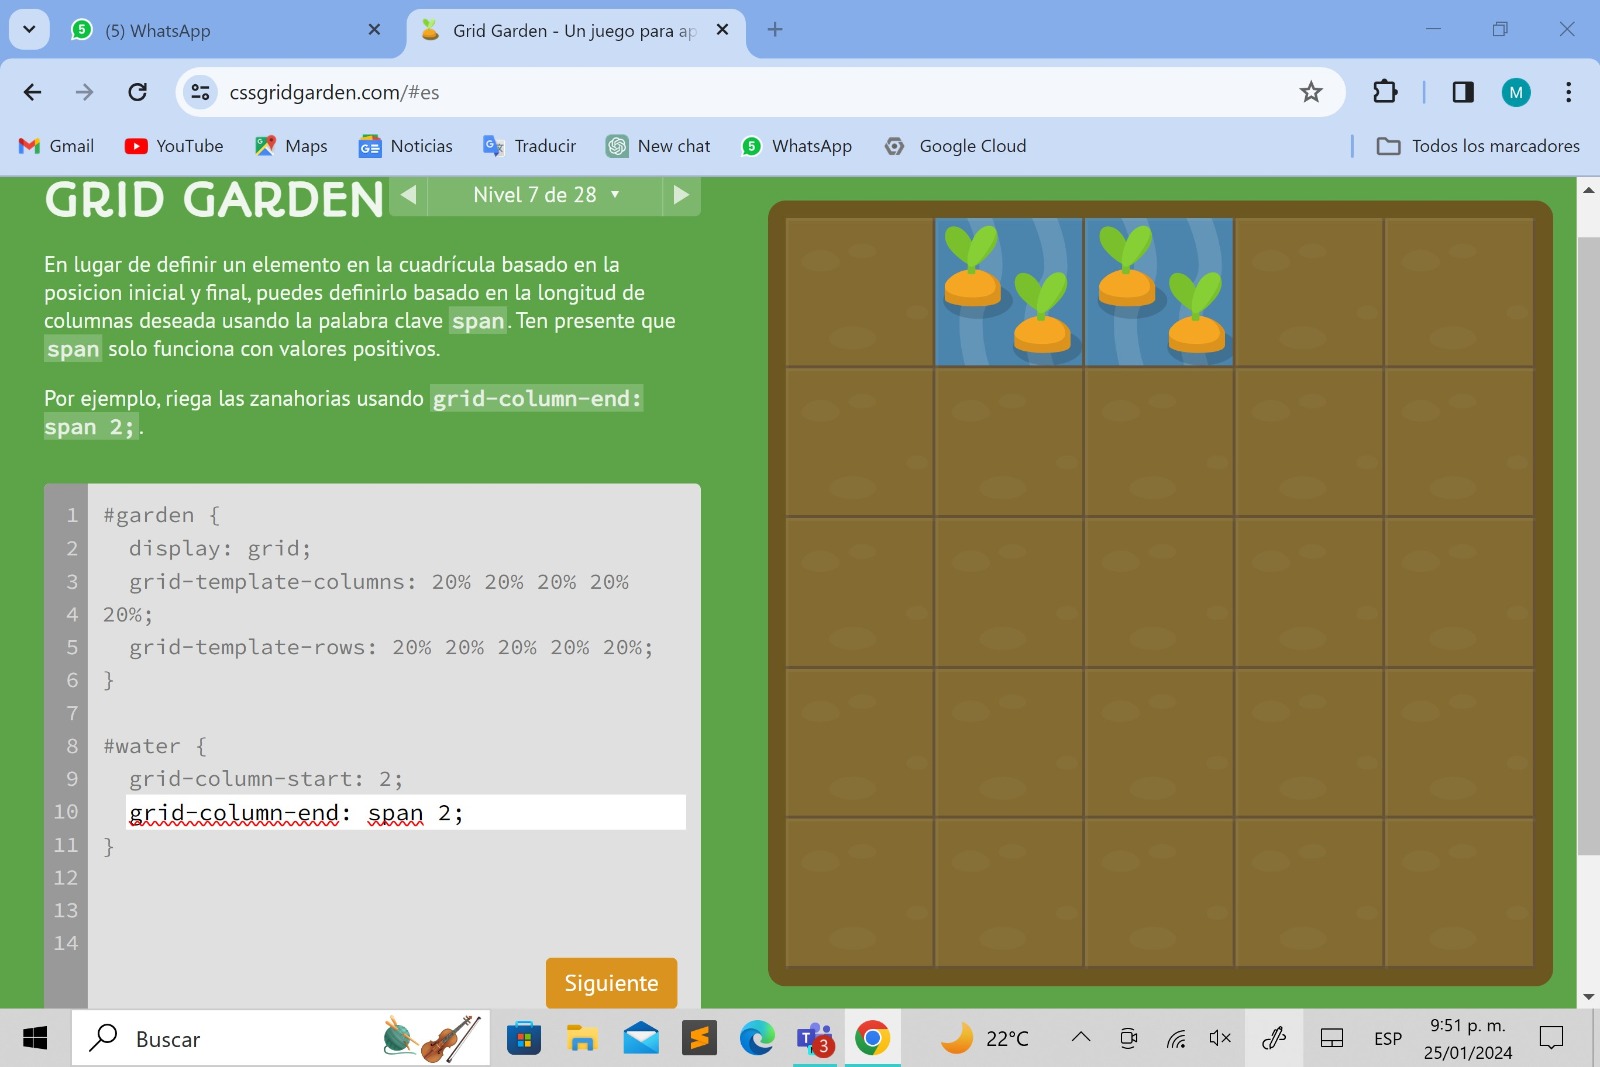 (5) WhatsApp
Grid Garden - Un juego para ap
cssgridgarden.com/#es
M
Gmail
YouTube
Maps
Noticias
Traducir
New chat
5
WhatsApp
Google Cloud
Todos los marcadores
GRID GARDEN
Nivel 7 de 28
En lugar de definir un elemento en la cuadrícula basado en la
posicion inicial y final, puedes definirlo basado en la longitud de
columnas deseada usando la palabra clave span. Ten presente que
span solo funciona con valores positivos.
Por ejemplo, riega las zanahorias usando grid-column-end:
span 2;.
1 #garden {
2 display: grid;
3 grid-template-columns: 20% 20% 20% 20%
4 20%;
5 grid-template-rows: 20% 20% 20% 20% 20%;
6 }
7
8 #water {
9 grid-column-start: 2;
10 grid-column-end: span 2;
11 }
12
13
14
Siguiente
Buscar
3
22°C
ESP
9:51 p. m.
25/01/2024